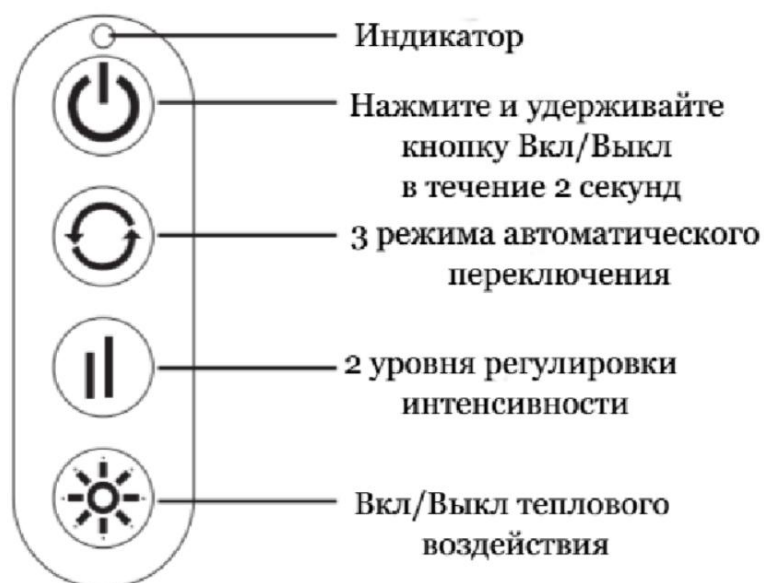 Индикатор
Нажмите и удерживайте
кнопку Вкл/Выкл
в течение 2 секунд
3 режима автоматического
переключения
2 уровня регулировки
интенсивности
Вкл/Выкл теплового
воздействия